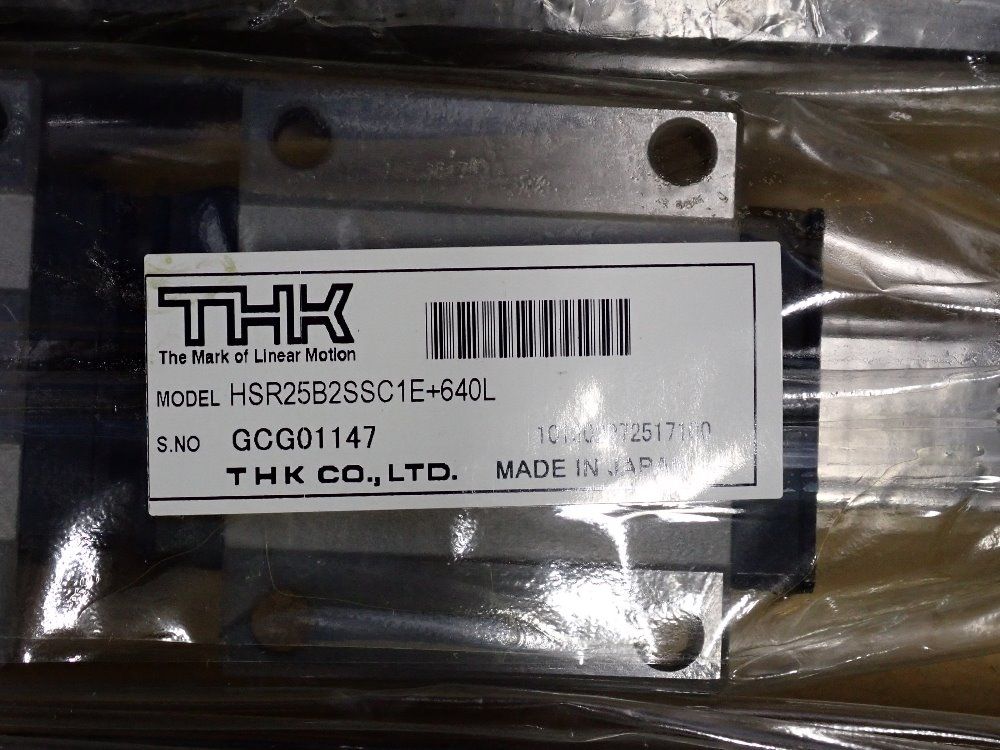 THK
The Mark of Linear Motion
MODEL HSR25B2SSC1E+640L
S.NO GCG01147
THK CO., LTD. MADE IN JAPAN